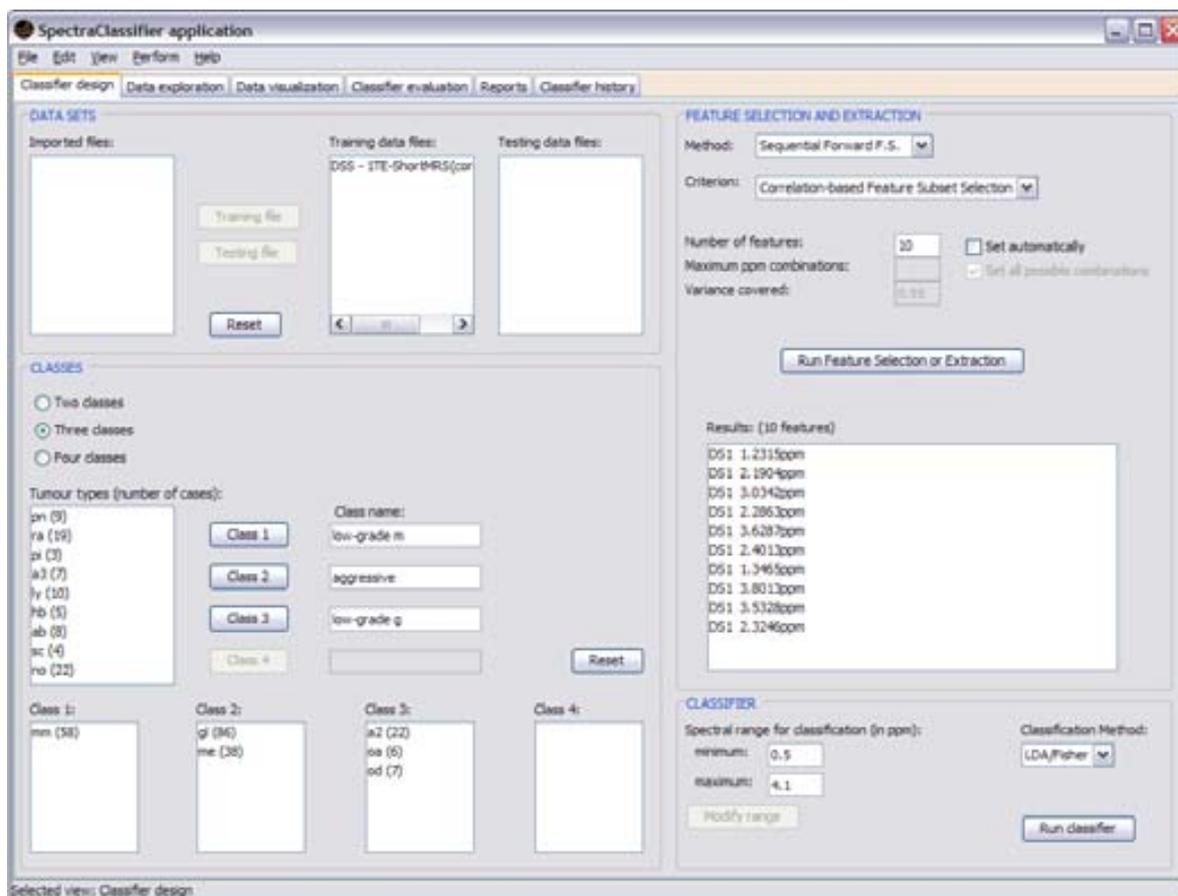 SpectraClassifier application
File Edit View Perform Help
Classifier design Data exploration Data visualization Classifier evaluation Reports Classifier history
DATA SETS
Imported files:
Training data files:
Testing data files:
DSS - 1TE-ShortMRS(cor
Training file
Testing file
Reset
CLASSES
Two classes
Three classes
Four classes
Tumour types (number of cases):
pn (9)
ra (19)
pi (3)
a3 (7)
ly (10)
hb (5)
ab (8)
sc (4)
no (22)
Class name:
Class 1 low-grade m
Class 2 aggressive
Class 3 low-grade g
Class 4
Reset
Class 1:
mm (58)
Class 2:
gl (86)
me (38)
Class 3:
a2 (22)
oa (6)
od (7)
Class 4:
FEATURE SELECTION AND EXTRACTION
Method: Sequential Forward F.S.
Criterion: Correlation-based Feature Subset Selection
Number of features: 10 Set automatically
Maximum ppm combinations: Set all possible combinations
Variance covered:
Run Feature Selection or Extraction
Results: (10 features)
DS1 1.2315ppm
DS1 2.1904ppm
DS1 3.0342ppm
DS1 2.2863ppm
DS1 3.6287ppm
DS1 2.4013ppm
DS1 1.3465ppm
DS1 3.8013ppm
DS1 3.5328ppm
DS1 2.3246ppm
CLASSIFIER
Spectral range for classification (in ppm):
minimum: 0.5
maximum: 4.1
Modify range
Classification Method:
LDA/Fisher
Run classifier
Selected view: Classifier design